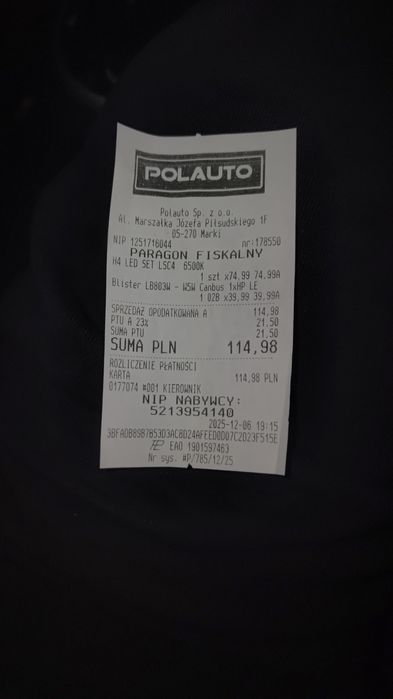 POLAUTO
Polauto Sp. z o.o.
Al. Marszałka Józefa Piłsudskiego 1F
05-270 Marki
NIP 1251716044 nr:178550
PARAGON FISKALNY
H4 LED SET LSC4 6500K
1 szt x74,99 74,99A
Blister LB803W - W5W Canbus 1xHP LE
1 02B x39,99 39,99A
SPRZEDAŻ OPODATKOWANA A 114,98
PTU A 23% 21,50
SUMA PTU 21,50
SUMA PLN 114,98
ROZLICZENIE PŁATNOŚCI
KARTA 114,98 PLN
0177074 #001 KIEROWNIK
NIP NABYWCY:
5213954140
2025-12-06 19:15
EAO 1901597463
Nr sys. #P/785/12/25